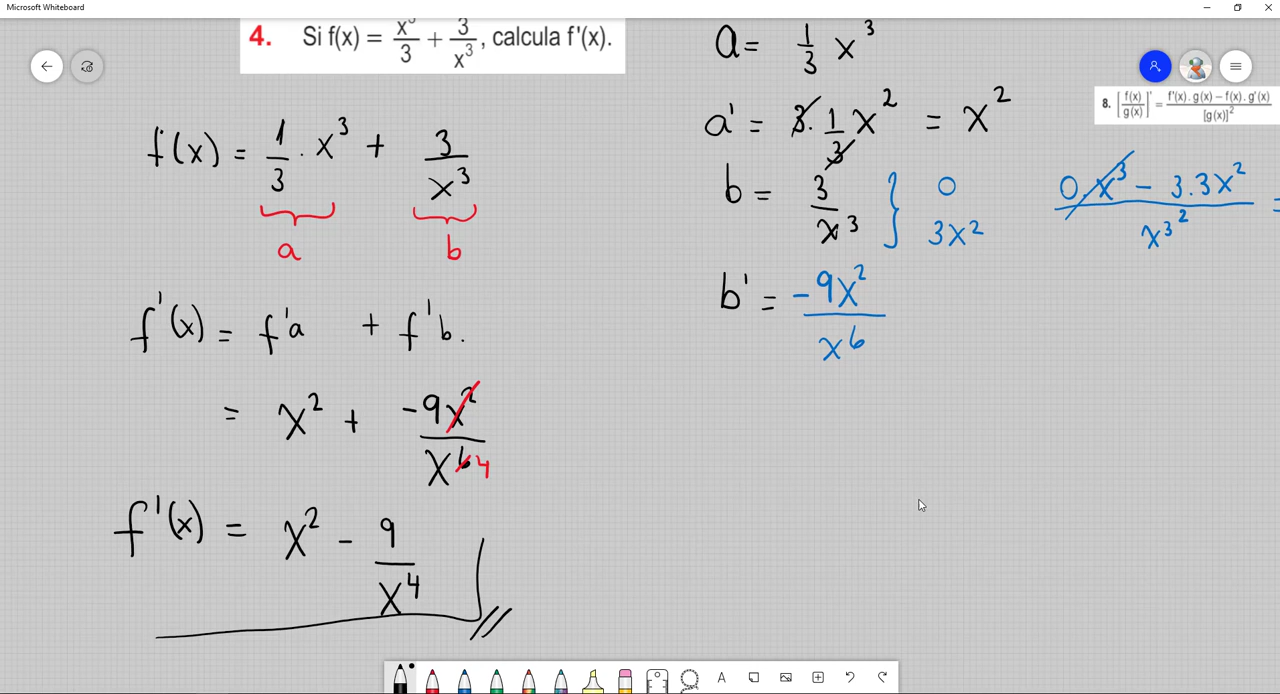 Microsoft Whiteboard
4. Si f(x) = x³/3 + 3/x³, calcula f'(x).
f(x) = 1/3 · x³ + 3/x³
a b
f'(x) = f'a + f'b.
= x² + -9x²/x⁶ 4
f'(x) = x² - 9/x⁴
a = 1/3 x³
a' = 3 · 1/3 x² = x²
8. [f(x)/g(x)]' = f'(x) . g(x) – f(x) . g'(x)/[g(x)]²
b = 3/x³ } 0 3x² 0.x³ - 3.3x²/x³² =
b' = -9x²/x⁶
A